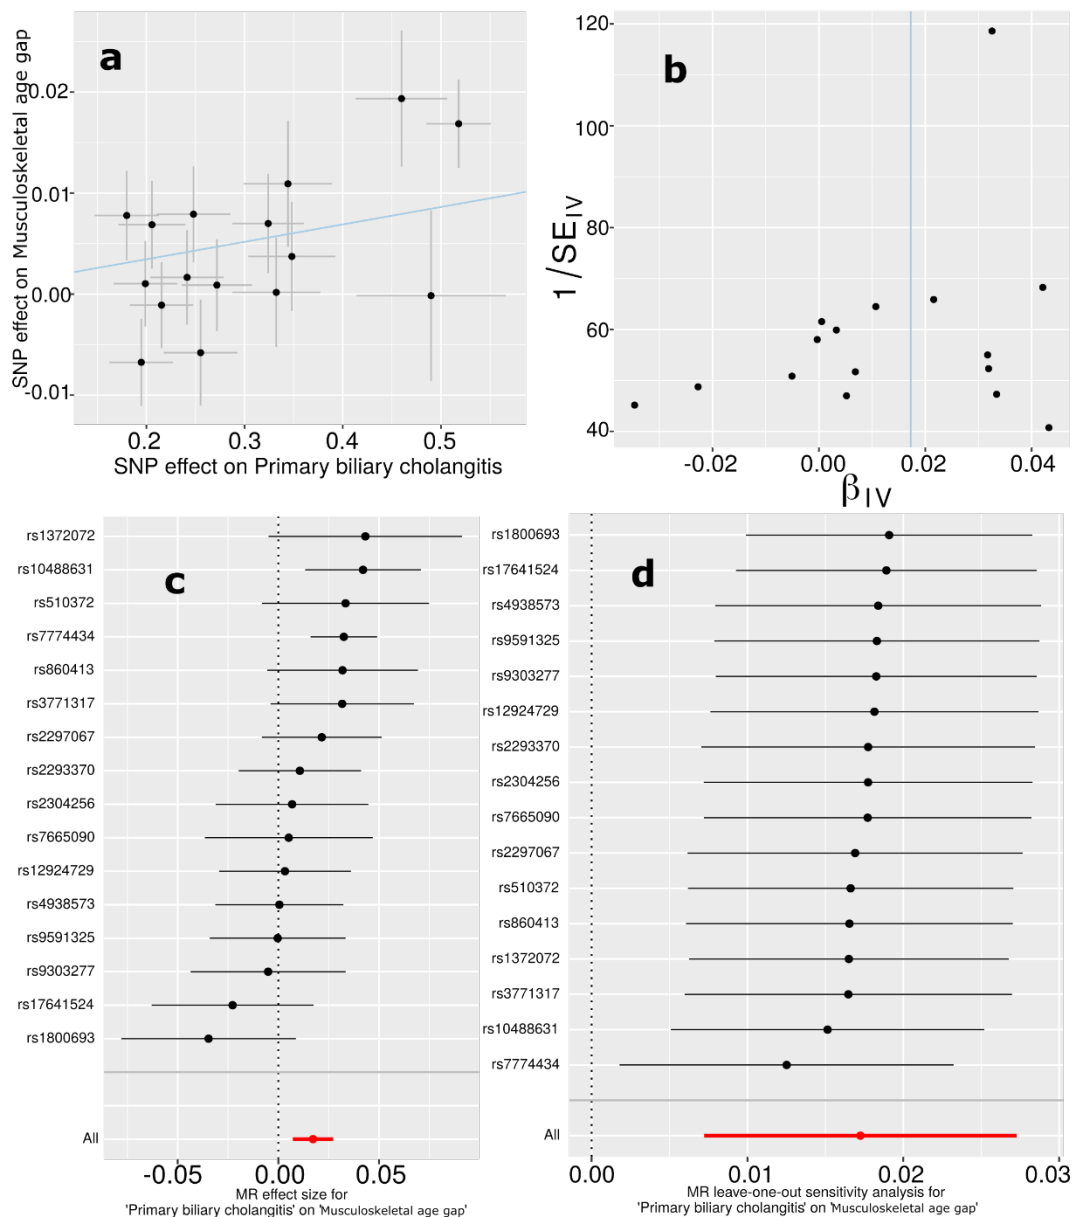 a
SNP effect on Musculoskeletal age gap
0.02
0.01
0.00
-0.01
0.2 0.3 0.4 0.5
SNP effect on Primary biliary cholangitis
b
1/SE IV
120
100
80
60
40
-0.02 0.00 0.02 0.04
β IV
c
rs1372072
rs10488631
rs510372
rs7774434
rs860413
rs3771317
rs2297067
rs2293370
rs2304256
rs7665090
rs12924729
rs4938573
rs9591325
rs9303277
rs17641524
rs1800693
All
-0.05 0.00 0.05
MR effect size for
'Primary biliary cholangitis' on 'Musculoskeletal age gap'
d
rs1800693
rs17641524
rs4938573
rs9591325
rs9303277
rs12924729
rs2293370
rs2304256
rs7665090
rs2297067
rs510372
rs860413
rs1372072
rs3771317
rs10488631
rs7774434
All
0.00 0.01 0.02 0.03
MR leave-one-out sensitivity analysis for
'Primary biliary cholangitis' on 'Musculoskeletal age gap'